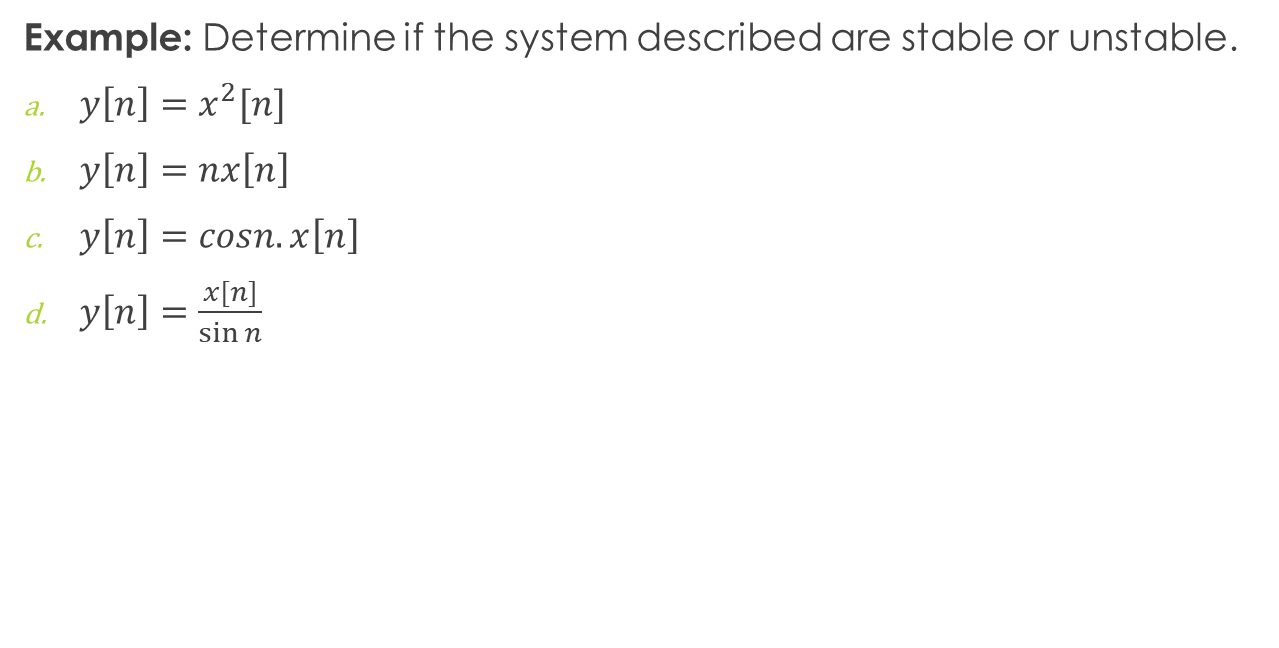 Example: Determine if the system described are stable or unstable.
a. y[n] = x²[n]
b. y[n] = nx[n]
c. y[n] = cosn. x[n]
d. y[n] = x[n] / sin n